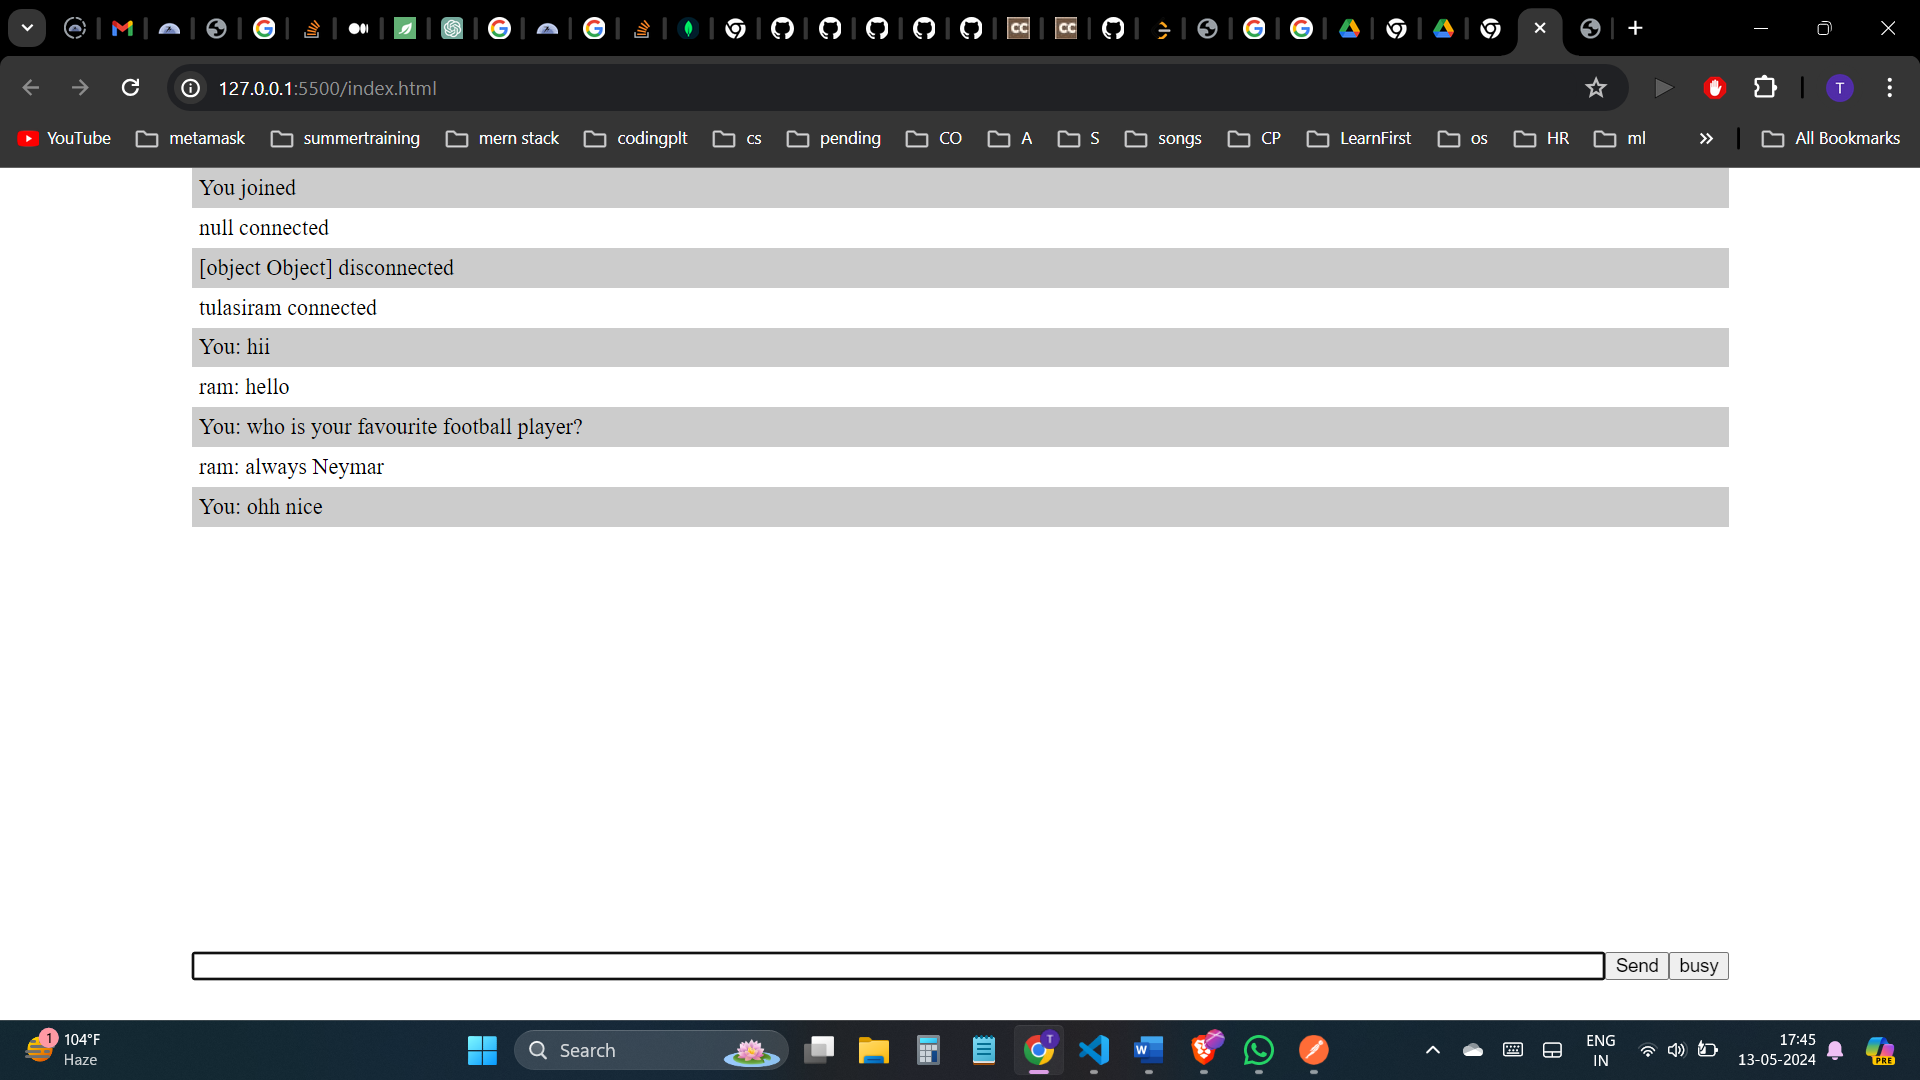 127.0.0.1:5500/index.html
T
YouTube metamask summertraining mern stack codingplt cs pending CO A S songs CP LearnFirst os HR ml All Bookmarks
You joined
null connected
[object Object] disconnected
tulasiram connected
You: hii
ram: hello
You: who is your favourite football player?
ram: always Neymar
You: ohh nice
Send busy
1 104°F
Haze
Search
ENG
IN
17:45
13-05-2024
PRE